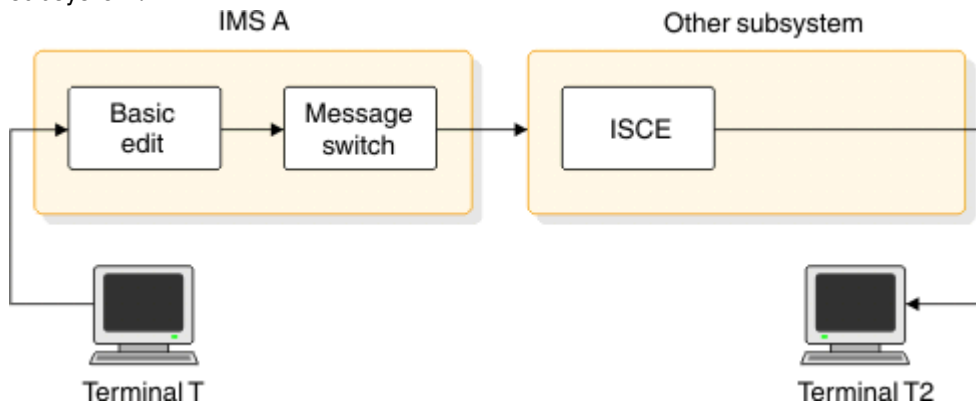 IMS A
Other subsystem
Basic
edit
Message
switch
ISCE
Terminal T
Terminal T2